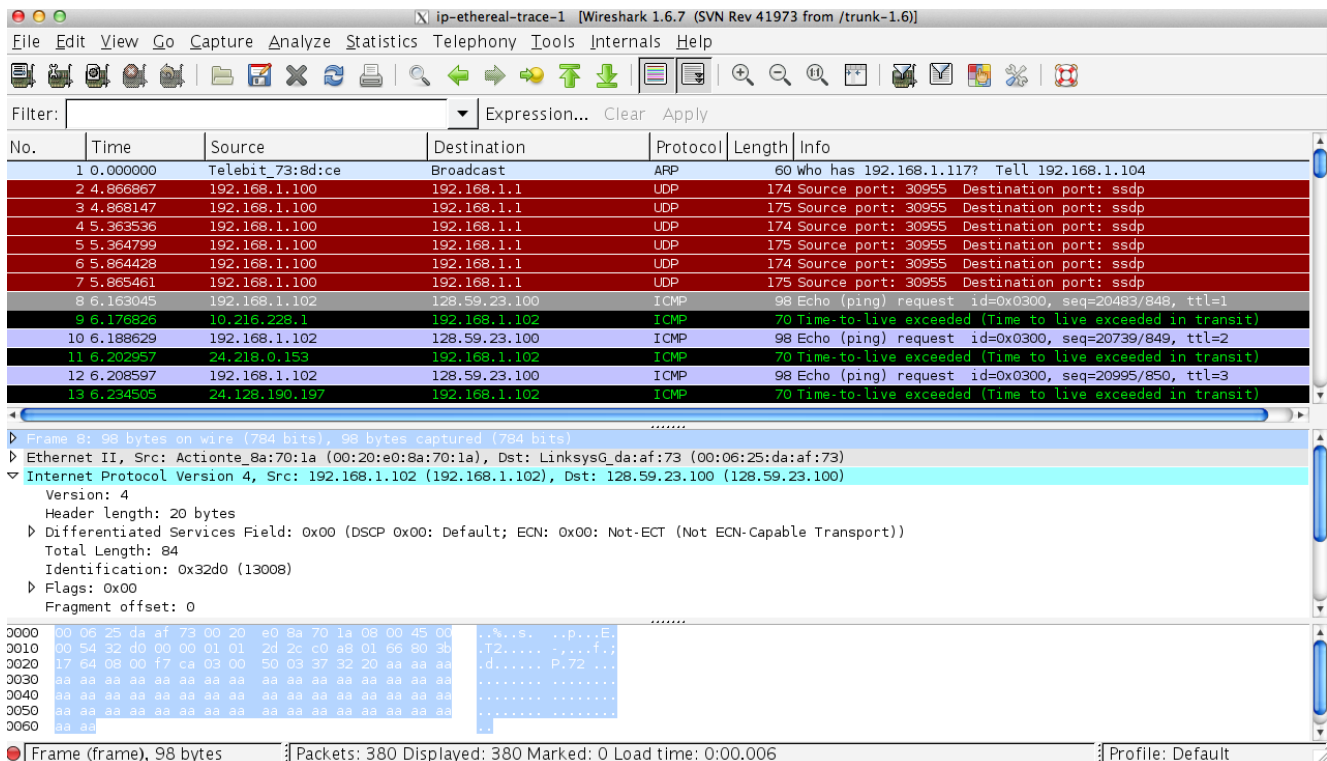 X ip-ethereal-trace-1 [Wireshark 1.6.7 (SVN Rev 41973 from /trunk-1.6)]
File Edit View Go Capture Analyze Statistics Telephony Tools Internals Help
Filter: Expression... Clear Apply
No. Time Source Destination Protocol Length Info
1 0.000000 Telebit_73:8d:ce Broadcast ARP 60 Who has 192.168.1.117? Tell 192.168.1.104
2 4.866867 192.168.1.100 192.168.1.1 UDP 174 Source port: 30955 Destination port: ssdp
3 4.868147 192.168.1.100 192.168.1.1 UDP 175 Source port: 30955 Destination port: ssdp
4 5.363536 192.168.1.100 192.168.1.1 UDP 174 Source port: 30955 Destination port: ssdp
5 5.364799 192.168.1.100 192.168.1.1 UDP 175 Source port: 30955 Destination port: ssdp
6 5.864428 192.168.1.100 192.168.1.1 UDP 174 Source port: 30955 Destination port: ssdp
7 5.865461 192.168.1.100 192.168.1.1 UDP 175 Source port: 30955 Destination port: ssdp
8 6.163045 192.168.1.102 128.59.23.100 ICMP 98 Echo (ping) request id=0x0300, seq=20483/848, ttl=1
9 6.176826 10.216.228.1 192.168.1.102 ICMP 70 Time-to-live exceeded (Time to live exceeded in transit)
10 6.188629 192.168.1.102 128.59.23.100 ICMP 98 Echo (ping) request id=0x0300, seq=20739/849, ttl=2
11 6.202957 24.218.0.153 192.168.1.102 ICMP 70 Time-to-live exceeded (Time to live exceeded in transit)
12 6.208597 192.168.1.102 128.59.23.100 ICMP 98 Echo (ping) request id=0x0300, seq=20995/850, ttl=3
13 6.234505 24.128.190.197 192.168.1.102 ICMP 70 Time-to-live exceeded (Time to live exceeded in transit)
Frame 8: 98 bytes on wire (784 bits), 98 bytes captured (784 bits)
Ethernet II, Src: Actionte_8a:70:1a (00:20:e0:8a:70:1a), Dst: LinksysG_da:af:73 (00:06:25:da:af:73)
Internet Protocol Version 4, Src: 192.168.1.102 (192.168.1.102), Dst: 128.59.23.100 (128.59.23.100)
Version: 4
Header length: 20 bytes
Differentiated Services Field: 0x00 (DSCP 0x00: Default; ECN: 0x00: Not-ECT (Not ECN-Capable Transport))
Total Length: 84
Identification: 0x32d0 (13008)
Flags: 0x00
Fragment offset: 0
0000 00 06 25 da af 73 00 20 e0 8a 70 1a 08 00 45 00 ..%..s. ..p...E.
0010 00 54 32 d0 00 00 01 01 2d 2c c0 a8 01 66 80 3b .T2..... -,...f.;
0020 17 64 08 00 f7 ca 03 00 50 03 37 32 20 aa aa aa .d...... P.72 ...
0030 aa aa aa aa aa aa aa aa aa aa aa aa aa aa aa aa ........ ........
0040 aa aa aa aa aa aa aa aa aa aa aa aa aa aa aa aa ........ ........
0050 aa aa aa aa aa aa aa aa aa aa aa aa aa aa aa aa ........ ........
0060 aa aa ..
Frame (frame), 98 bytes Packets: 380 Displayed: 380 Marked: 0 Load time: 0:00.006 Profile: Default